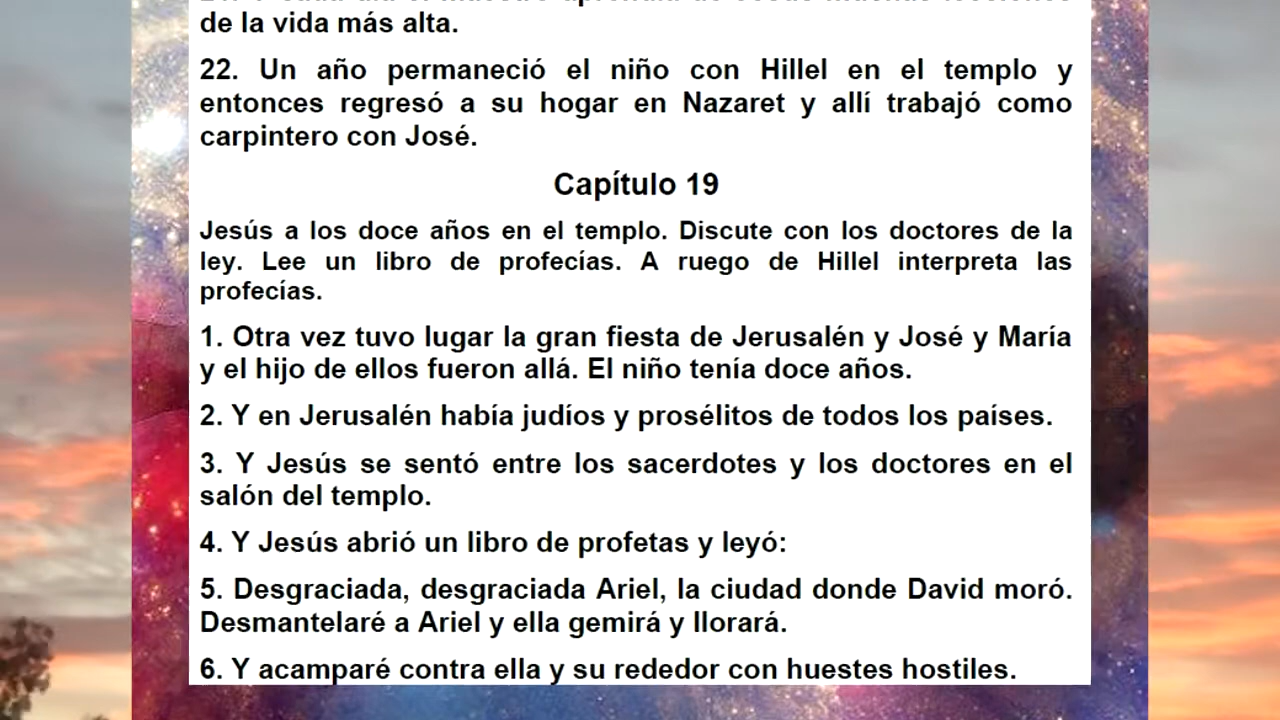 de la vida más alta.
22. Un año permaneció el niño con Hillel en el templo y
entonces regresó a su hogar en Nazaret y allí trabajó como
carpintero con José.
Capítulo 19
Jesús a los doce años en el templo. Discute con los doctores de la
ley. Lee un libro de profecías. A ruego de Hillel interpreta las
profecías.
1. Otra vez tuvo lugar la gran fiesta de Jerusalén y José y María
y el hijo de ellos fueron allá. El niño tenía doce años.
2. Y en Jerusalén había judíos y prosélitos de todos los países.
3. Y Jesús se sentó entre los sacerdotes y los doctores en el
salón del templo.
4. Y Jesús abrió un libro de profetas y leyó:
5. Desgraciada, desgraciada Ariel, la ciudad donde David moró.
Desmantelaré a Ariel y ella gemirá y llorará.
6. Y acamparé contra ella y su rededor con huestes hostiles.